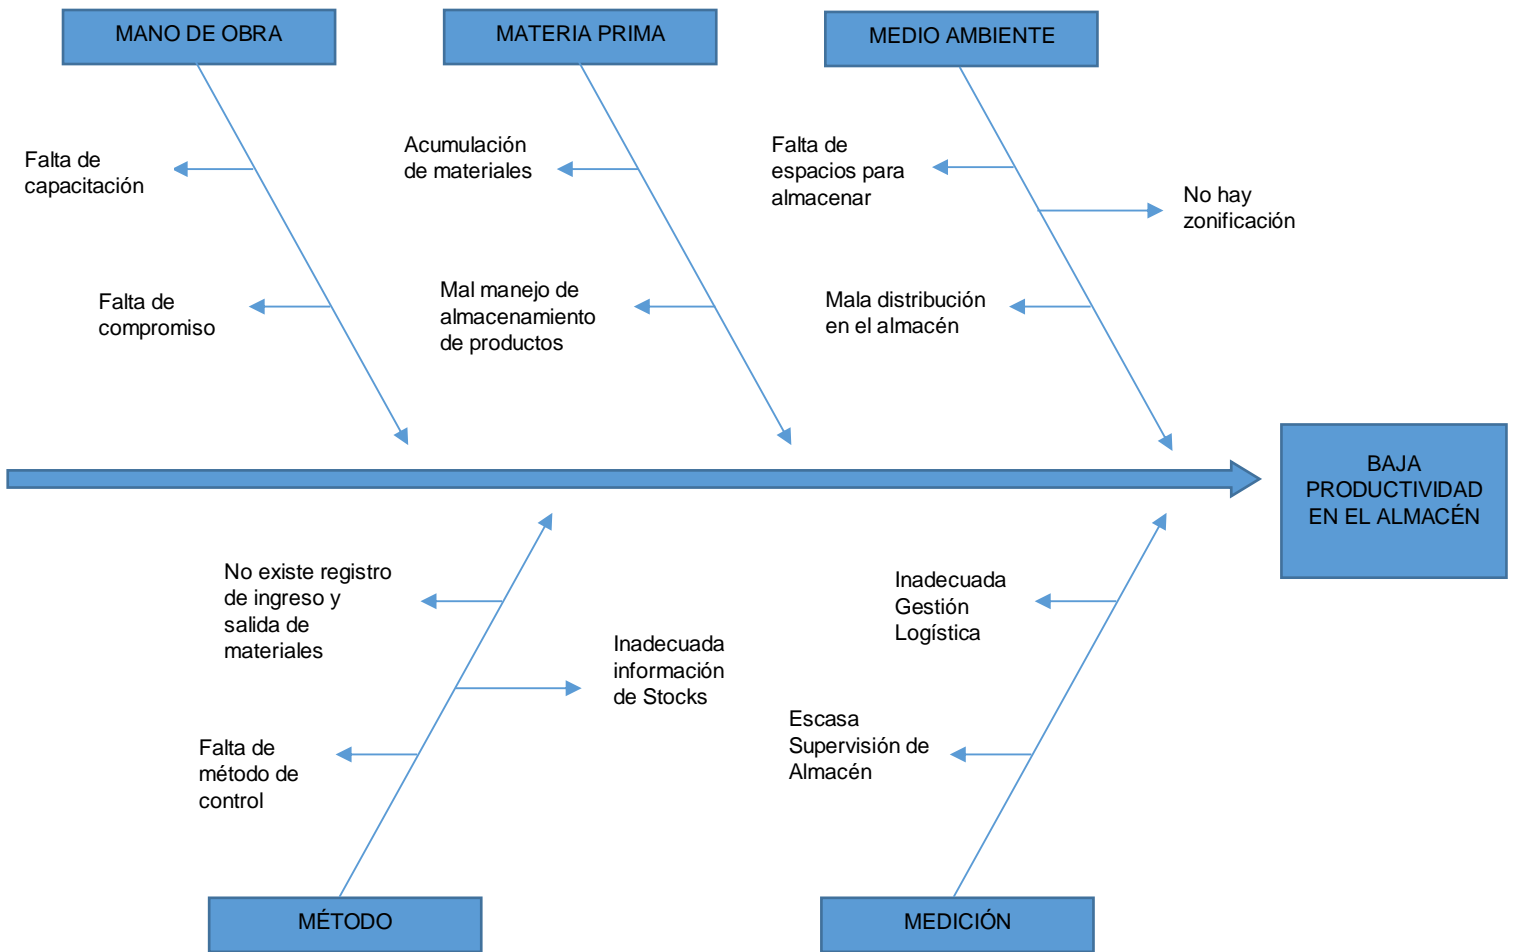 MANO DE OBRA
MATERIA PRIMA
MEDIO AMBIENTE
Falta de
capacitación
Falta de
compromiso
Acumulación
de materiales
Mal manejo de
almacenamiento
de productos
Falta de
espacios para
almacenar
No hay
zonificación
Mala distribución
en el almacén
BAJA
PRODUCTIVIDAD
EN EL ALMACÉN
No existe registro
de ingreso y
salida de
materiales
Inadecuada
información
de Stocks
Falta de
método de
control
Inadecuada
Gestión
Logística
Escasa
Supervisión de
Almacén
MÉTODO
MEDICIÓN